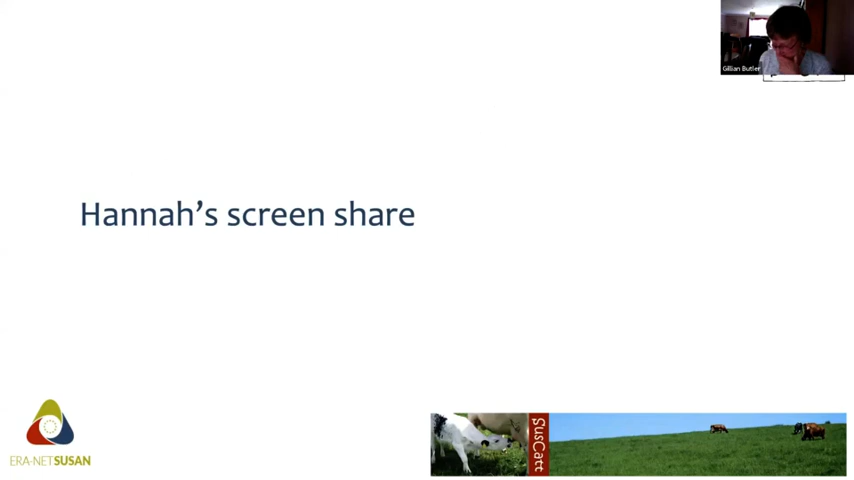 Gillian Butler
Hannah's screen share
SusCatt
ERA-NET SUSAN